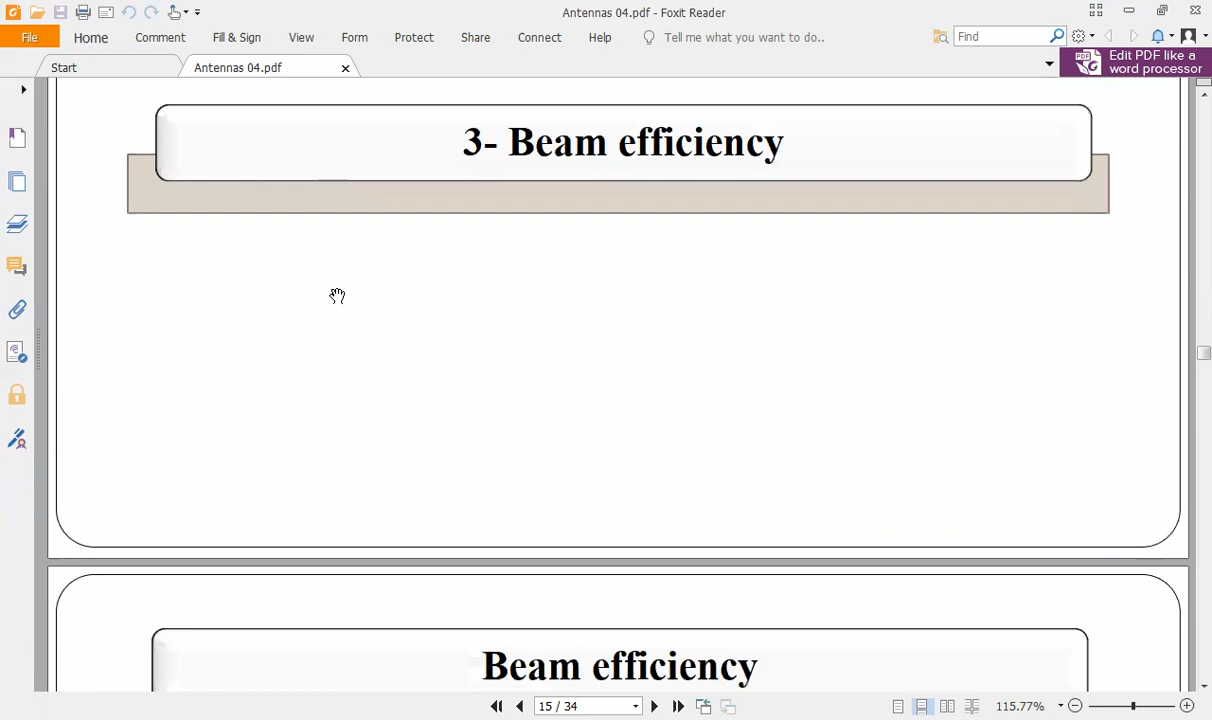 Antennas 04.pdf - Foxit Reader
File Home Comment Fill & Sign View Form Protect Share Connect Help Tell me what you want to do.. Find
Start Antennas 04.pdf Edit PDF like a
word processor
3- Beam efficiency
Beam efficiency
15 / 34 115.77%